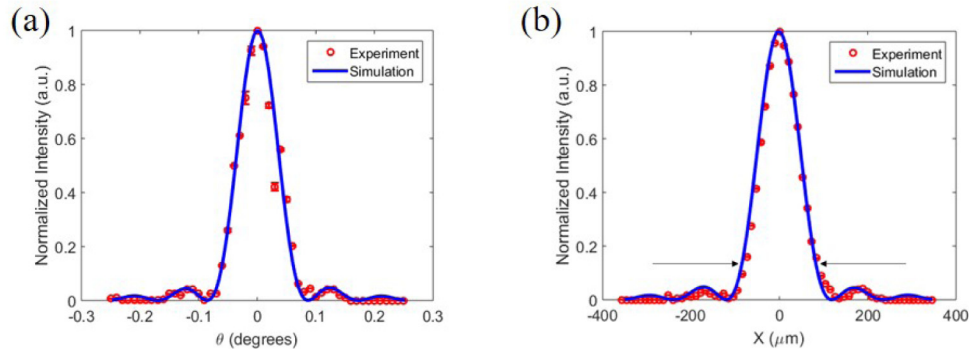 (a)
Normalized Intensity (a.u.)
1
0.8
0.6
0.4
0.2
0
-0.3
-0.2
-0.1
0
0.1
0.2
0.3
θ (degrees)
Experiment
Simulation
(b)
Normalized Intensity (a.u.)
1
0.8
0.6
0.4
0.2
0
-400
-200
0
200
400
X (μm)
Experiment
Simulation